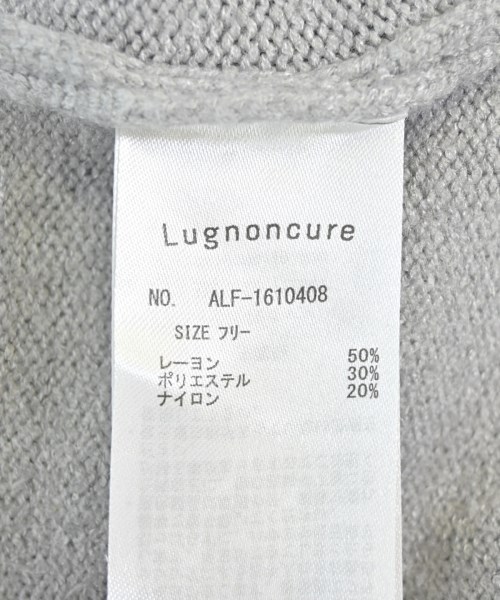 Lugnoncure
NO. ALF-1610408
SIZE フリー
レーヨン 50%
ポリエステル 30%
ナイロン 20%